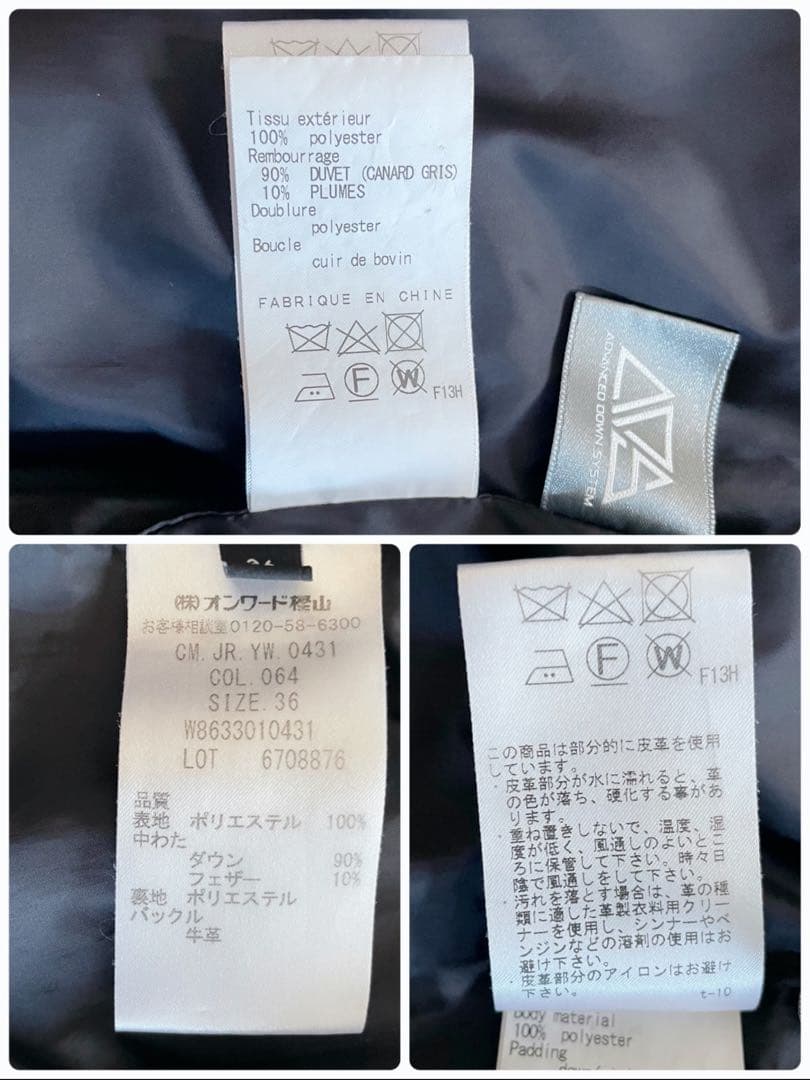 Tissu extérieur
100% polyester
Rembourrage
90% DUVET (CANARD GRIS)
10% PLUMES
Doublure
polyester
Boucle
cuir de bovin
FABRIQUE EN CHINE
F
W
F13H
ADVANCED DOWN SYSTEM
(株)オンワード樫山
お客様相談室0120-58-6300
CM.JR.YW.0431
COL.064
SIZE.36
W8633010431
LOT 6708876
品質
表地 ポリエステル 100%
中わた
ダウン 90%
フェザー 10%
裏地 ポリエステル
バックル
牛革
F
W
F13H
この商品は部分的に皮革を使用
しています。
・皮革部分が水に濡れると、革
の色が落ち、硬化する事があ
ります。
・重ね置きしないで、温度、湿
度が低く、風通しのよいとこ
ろに保管して下さい。時々日
陰で風通しをして下さい。
・汚れを落とす場合は、革の種
類に適した革製衣料用クリー
ナーを使用し、シンナーやベ
ンジンなどの溶剤の使用はお
避け下さい。
・皮革部分のアイロンはお避け
下さい。
t-10
Body material
100% polyester
Padding